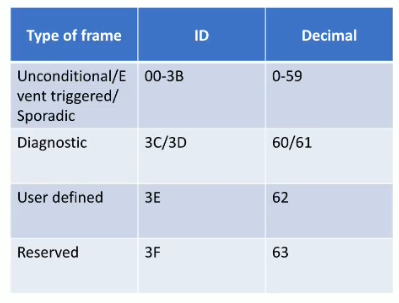 Type of frame ID Decimal
Unconditional/E 00-3B 0-59
vent triggered/
Sporadic
Diagnostic 3C/3D 60/61
User defined 3E 62
Reserved 3F 63